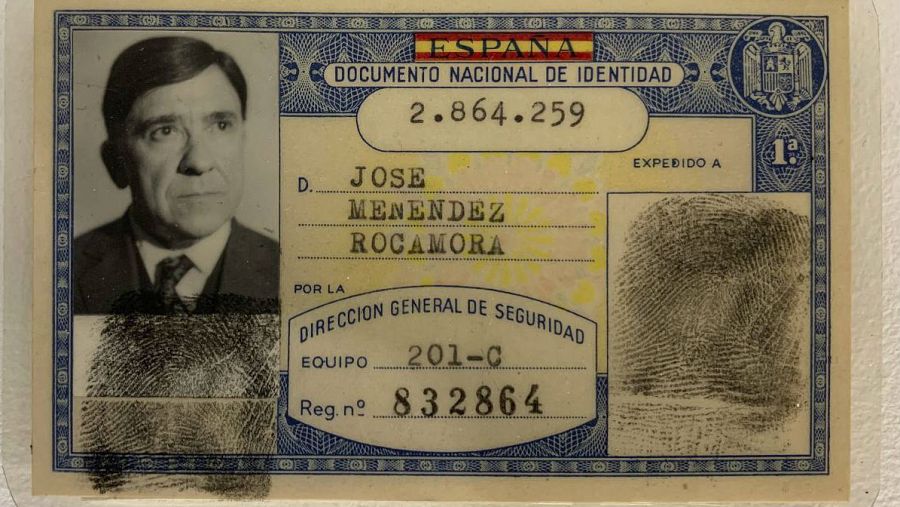 ESPAÑA
DOCUMENTO NACIONAL DE IDENTIDAD
2.864.259
1ª.
EXPEDIDO A
D. JOSE
MENENDEZ
ROCAMORA
POR LA
DIRECCION GENERAL DE SEGURIDAD
EQUIPO 201-C
Reg. nº 832864